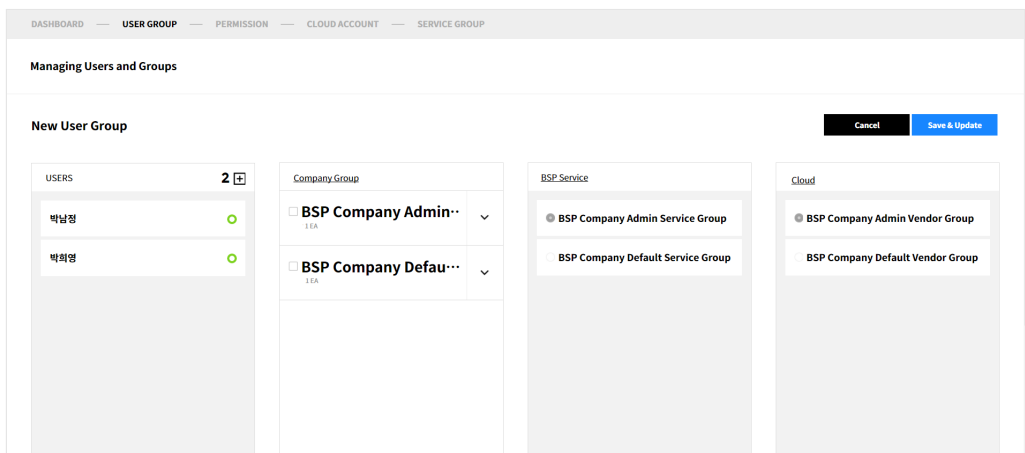 DASHBOARD — USER GROUP — PERMISSION — CLOUD ACCOUNT — SERVICE GROUP
Managing Users and Groups
New User Group
Cancel
Save & Update
USERS
2
박남정
박희영
Company Group
BSP Company Admin··
1 EA
BSP Company Defau···
1 EA
BSP Service
BSP Company Admin Service Group
BSP Company Default Service Group
Cloud
BSP Company Admin Vendor Group
BSP Company Default Vendor Group